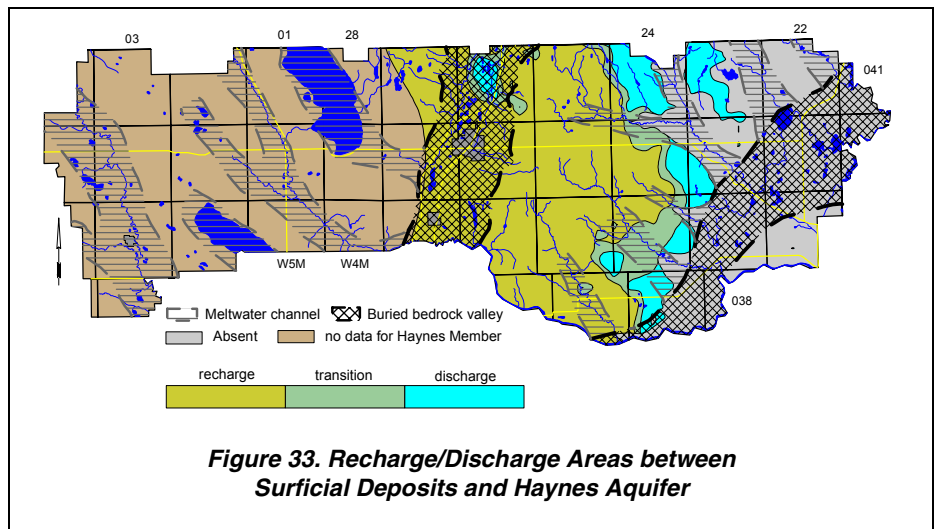 03 01 28 24 22
041
W5M W4M
038
Meltwater channel Buried bedrock valley
Absent no data for Haynes Member
recharge transition discharge
Figure 33. Recharge/Discharge Areas between
Surficial Deposits and Haynes Aquifer